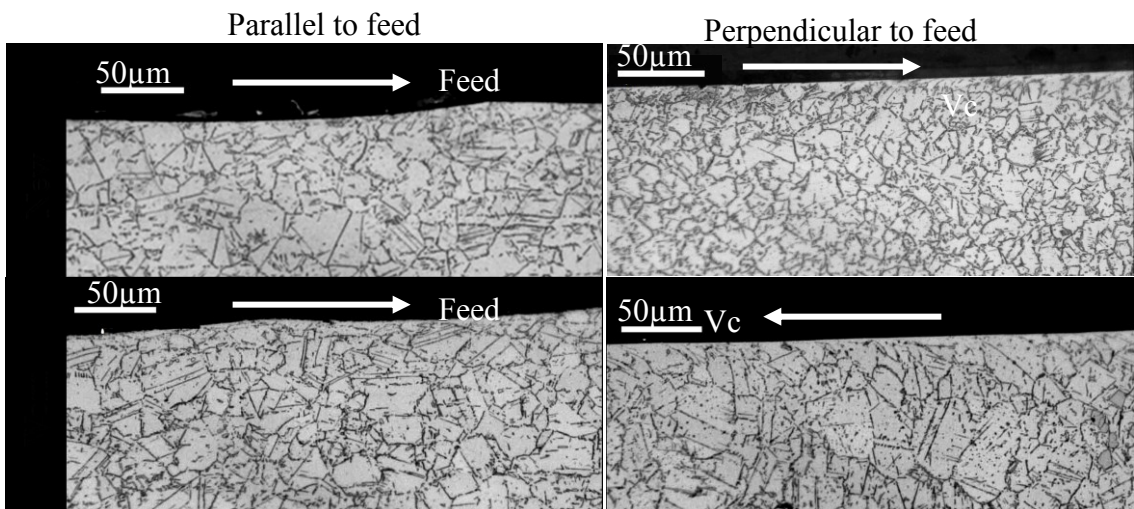 Parallel to feed
Perpendicular to feed
50µm
Feed
50µm
Vc
50µm
Feed
50µm
Vc